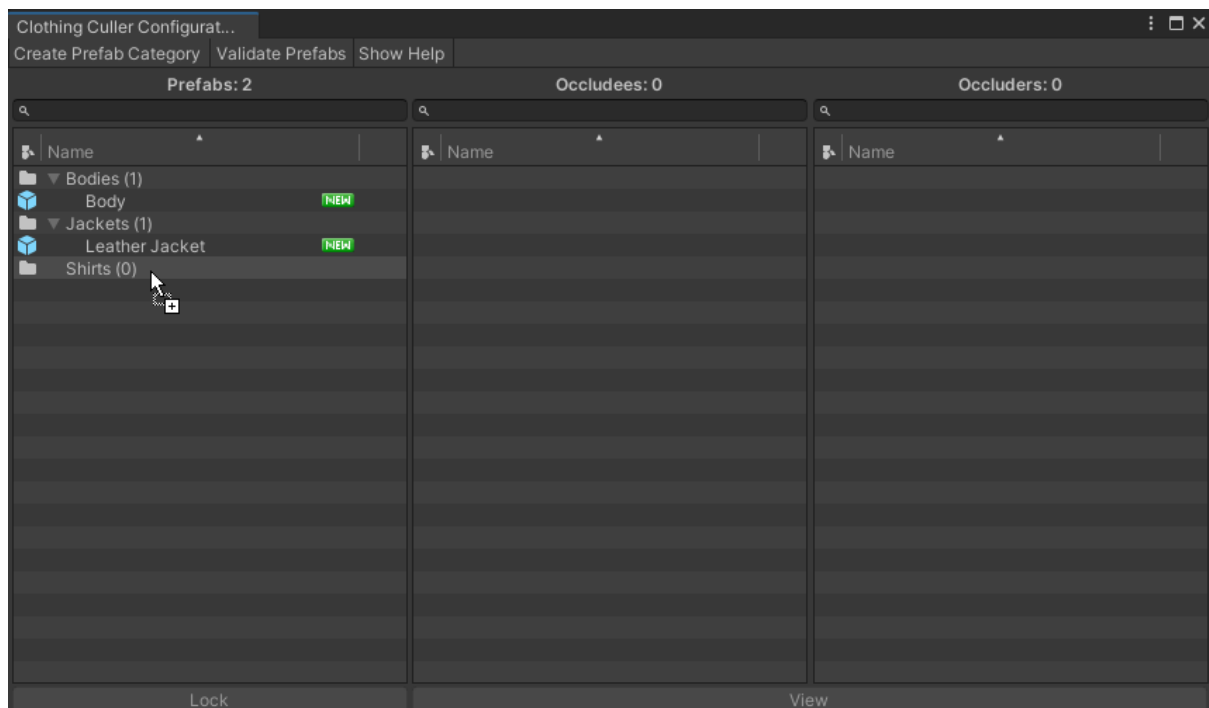 Clothing Culler Configurat...
Create Prefab Category Validate Prefabs Show Help
Prefabs: 2 Occludees: 0 Occluders: 0
Name Name Name
Bodies (1)
Body NEW
Jackets (1)
Leather Jacket NEW
Shirts (0)
Lock View